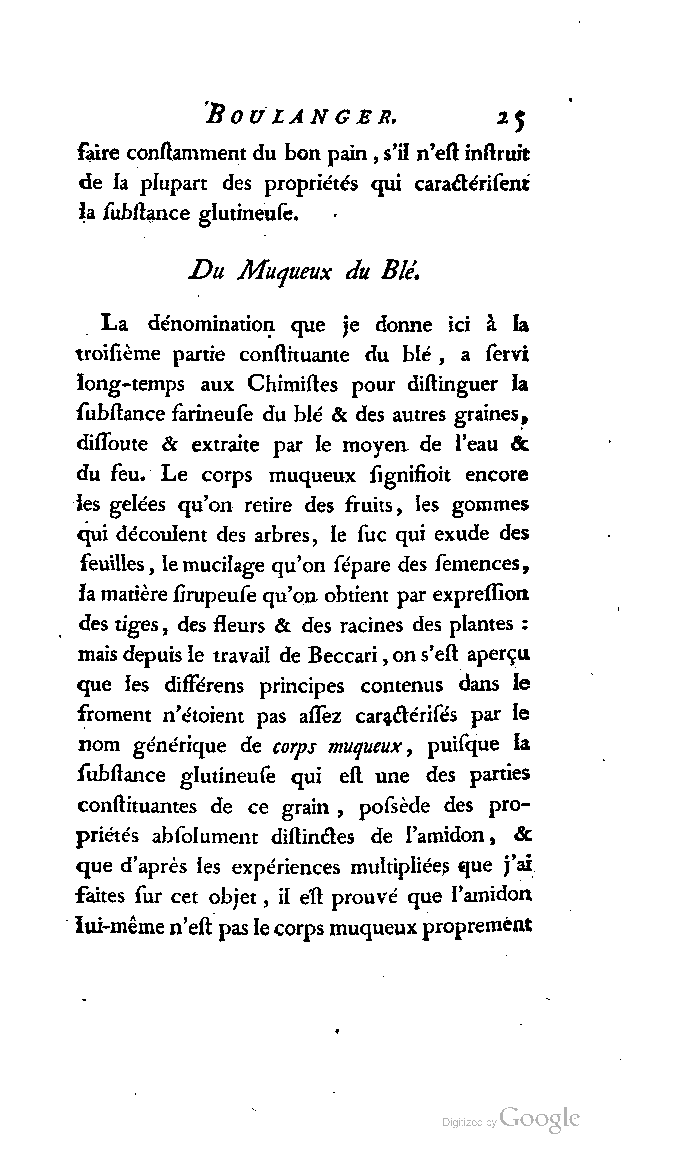 BOULANGER. 25
faire conſtamment du bon pain, s'il n'eſt inſtruit
de la plupart des propriétés qui caractériſent
la ſubſtance glutineuſe.
Du Muqueux du Blé.
La dénomination que je donne ici à la
troiſième partie conſtituante du blé, a ſervi
long-temps aux Chimiſtes pour diſtinguer la
ſubſtance farineuſe du blé & des autres graines,
diſſoute & extraite par le moyen de l'eau &
du feu. Le corps muqueux ſignifioit encore
les gelées qu'on retire des fruits, les gommes
qui découlent des arbres, le ſuc qui exude des
feuilles, le mucilage qu'on ſépare des ſemences,
la matière ſirupeuſe qu'on obtient par expreſſion
des tiges, des fleurs & des racines des plantes :
mais depuis le travail de Beccari, on s'eſt aperçu
que les différens principes contenus dans le
froment n'étoient pas aſſez caractériſés par le
nom générique de corps muqueux, puiſque la
ſubſtance glutineuſe qui eſt une des parties
conſtituantes de ce grain, poſsède des pro-
priétés abſolument diſtinctes de l'amidon, &
que d'après les expériences multipliées que j'ai
faites ſur cet objet, il eſt prouvé que l'amidon
lui-même n'eſt pas le corps muqueux proprement
Digitized by Google